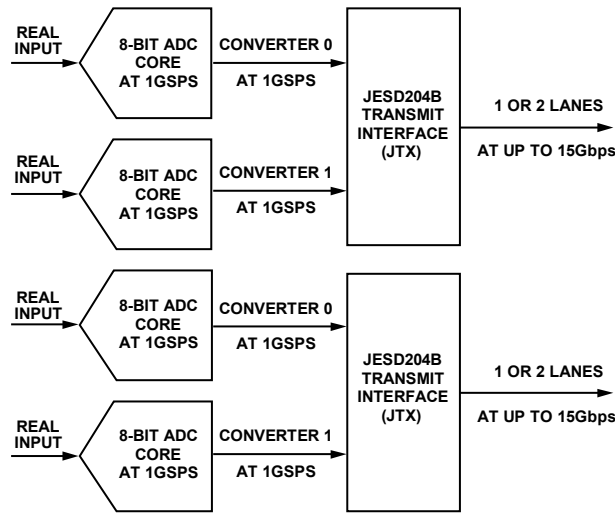 REAL
INPUT
8-BIT ADC
CORE
AT 1GSPS
CONVERTER 0
AT 1GSPS
REAL
INPUT
8-BIT ADC
CORE
AT 1GSPS
CONVERTER 1
AT 1GSPS
JESD204B
TRANSMIT
INTERFACE
(JTX)
1 OR 2 LANES
AT UP TO 15Gbps
REAL
INPUT
8-BIT ADC
CORE
AT 1GSPS
CONVERTER 0
AT 1GSPS
REAL
INPUT
8-BIT ADC
CORE
AT 1GSPS
CONVERTER 1
AT 1GSPS
JESD204B
TRANSMIT
INTERFACE
(JTX)
1 OR 2 LANES
AT UP TO 15Gbps